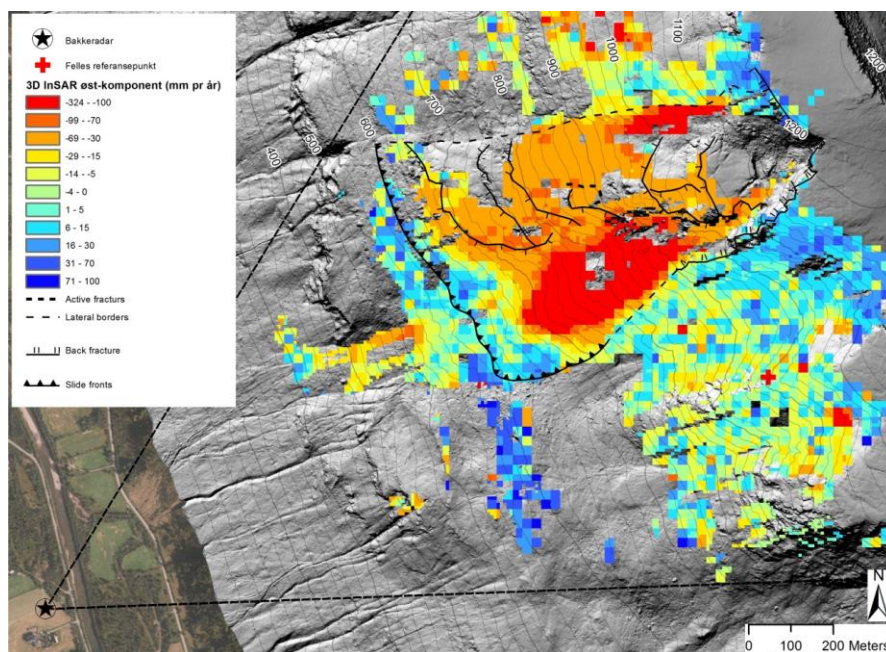 Bakkeradar
Felles referansepunkt
3D InSAR øst-komponent (mm pr år)
-324 - -100
-99 - -70
-69 - -30
-29 - -15
-14 - -5
-4 - 0
1 - 5
6 - 15
16 - 30
31 - 70
71 - 100
Active fracturs
Lateral borders
Back fracture
Slide fronts
400
500
600
700
800
900
1000
1100
1200
1200
N
0 100 200 Meters